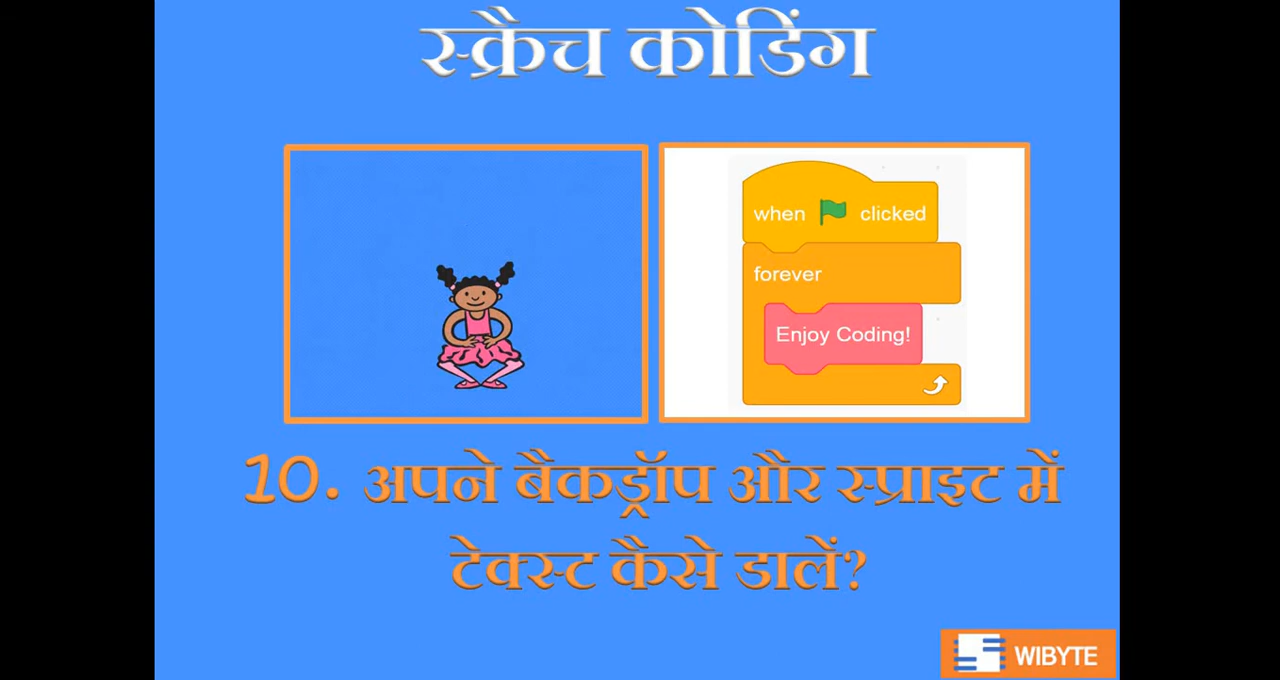 स्क्रैच कोडिंग
when clicked
forever
Enjoy Coding!
10. अपने बैकड्रॉप और स्प्राइट में
टेक्स्ट कैसे डालें?
WIBYTE